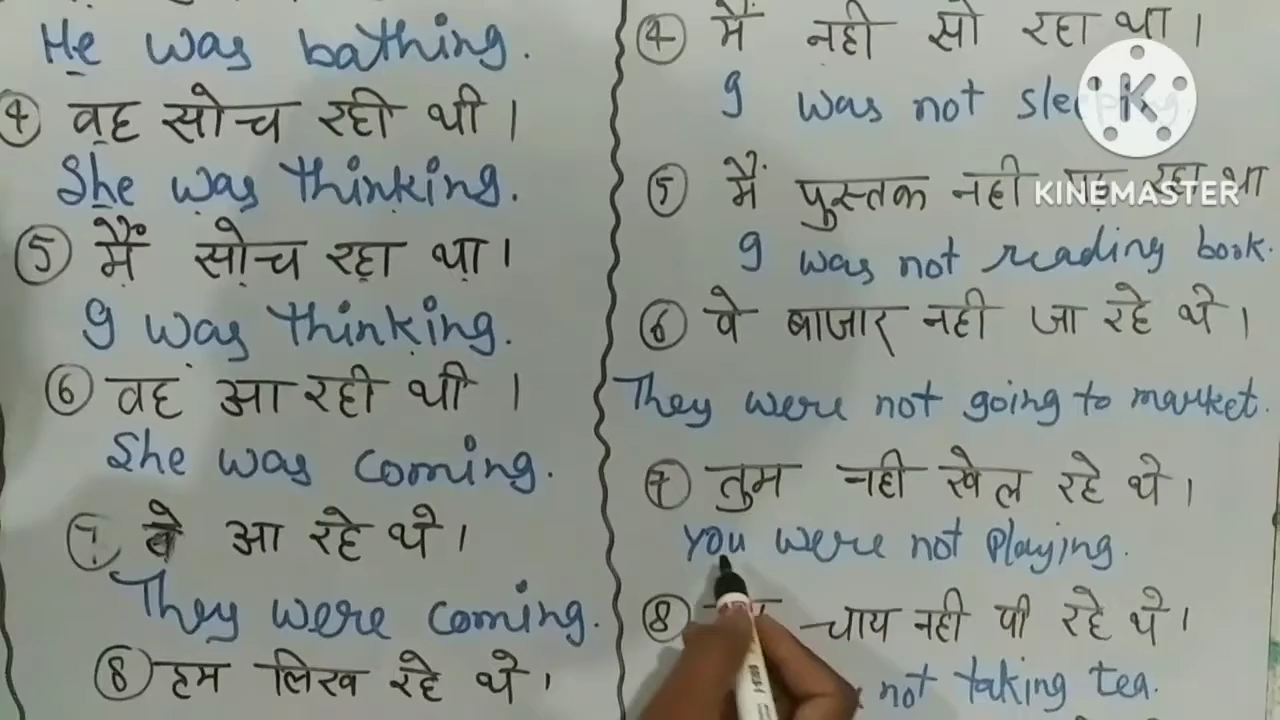 He was bathing.
④ वह सोच रही थी।
She was thinking.
⑤ मैं सोच रहा था।
I was thinking.
⑥ वह आ रही थी।
She was coming.
⑦ वे आ रहे थे।
They were coming.
⑧ हम लिख रहे थे।
④ मैं नही सो रहा था।
I was not sleeping
⑤ मैं पुस्तक नही पढ़ रहा था
I was not reading book.
⑥ वे बाजार नही जा रहे थे।
They were not going to market.
⑦ तुम नही खेल रहे थे।
You were not playing.
⑧ चाय नही पी रहे थे।
not taking tea.
K
KINEMASTER